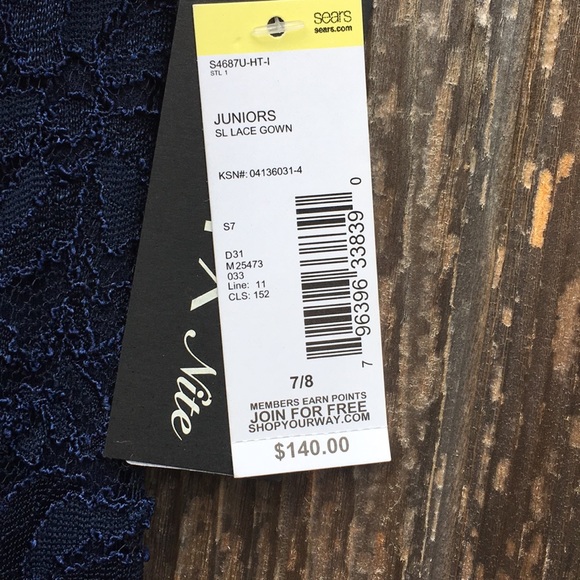 sears
sears.com
S4687U-HT-I
STL 1
JUNIORS
SL LACE GOWN
KSN#: 04136031-4
S7
D31
M25473
033
Line: 11
CLS: 152
7 96396 33839 0
7/8
MEMBERS EARN POINTS
JOIN FOR FREE
SHOPYOURWAY.COM
$140.00
X Nite